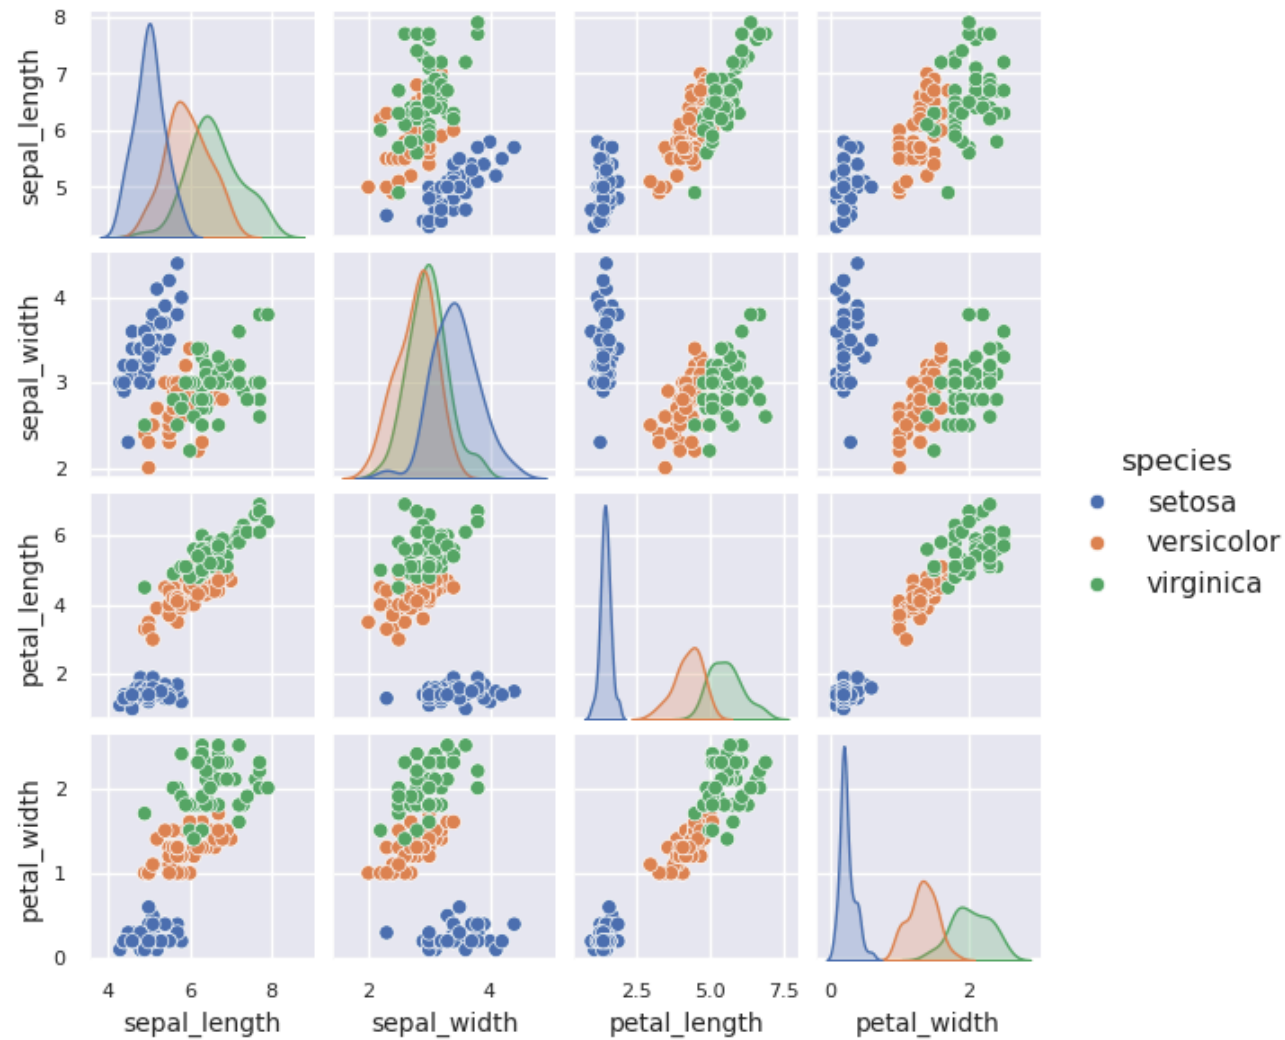 8
7
6
5
sepal_length
4
3
2
sepal_width
6
4
2
petal_length
2
1
0
petal_width
4 6 8 2 4 2.5 5.0 7.5 0 2
sepal_length sepal_width petal_length petal_width
species
setosa
versicolor
virginica